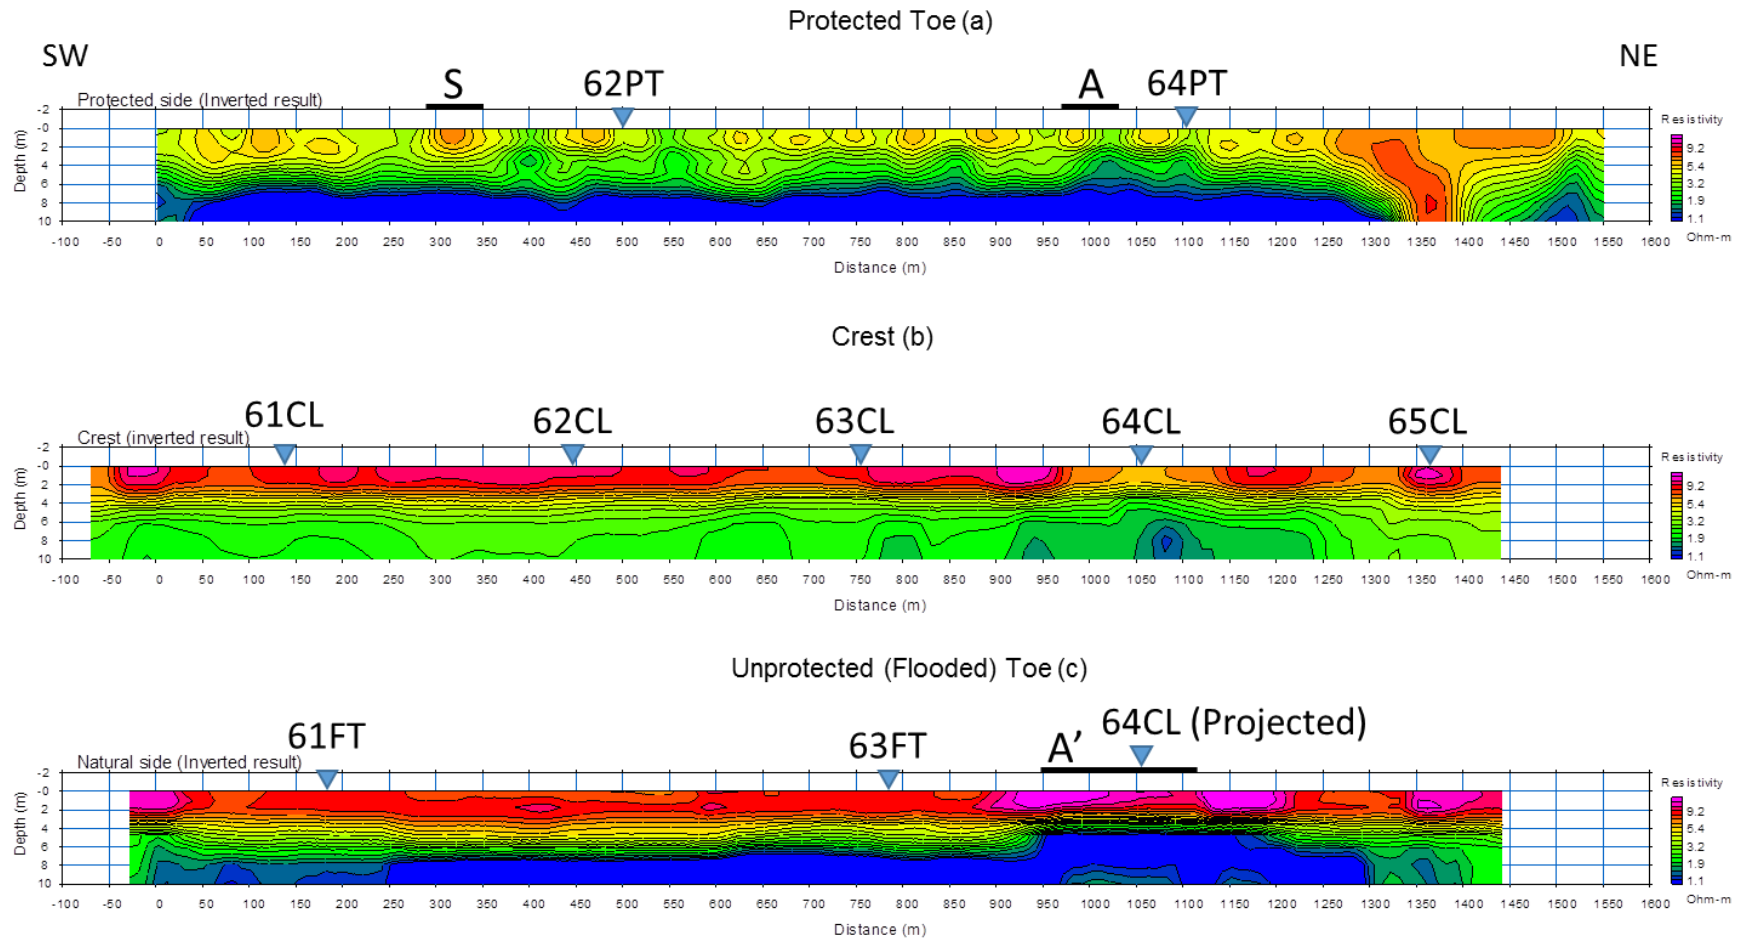 Protected Toe (a)
SW NE
S 62PT A 64PT
Protected side (Inverted result)
Resistivity
-2
-0
2
4
6
8
10
Depth (m)
9.2
5.4
3.2
1.9
1.1
Ohm-m
-100 -50 0 50 100 150 200 250 300 350 400 450 500 550 600 650 700 750 800 850 900 950 1000 1050 1100 1150 1200 1250 1300 1350 1400 1450 1500 1550 1600
Distance (m)
Crest (b)
61CL 62CL 63CL 64CL 65CL
Crest (inverted result)
Resistivity
-2
-0
2
4
6
8
10
Depth (m)
9.2
5.4
3.2
1.9
1.1
Ohm-m
-100 -50 0 50 100 150 200 250 300 350 400 450 500 550 600 650 700 750 800 850 900 950 1000 1050 1100 1150 1200 1250 1300 1350 1400 1450 1500 1550 1600
Distance (m)
Unprotected (Flooded) Toe (c)
61FT 63FT A’ 64CL (Projected)
Natural side (Inverted result)
Resistivity
-2
-0
2
4
6
8
10
Depth (m)
9.2
5.4
3.2
1.9
1.1
Ohm-m
-100 -50 0 50 100 150 200 250 300 350 400 450 500 550 600 650 700 750 800 850 900 950 1000 1050 1100 1150 1200 1250 1300 1350 1400 1450 1500 1550 1600
Distance (m)